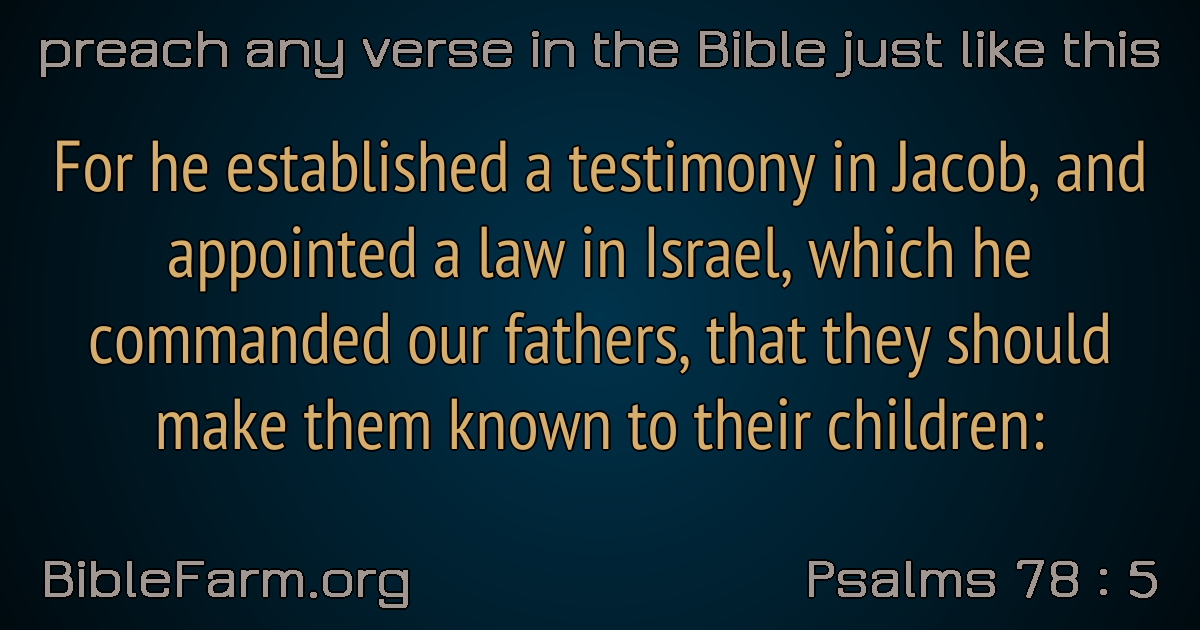 preach any verse in the Bible just like this
For he established a testimony in Jacob, and
appointed a law in Israel, which he
commanded our fathers, that they should
make them known to their children:
BibleFarm.org
Psalms 78 : 5